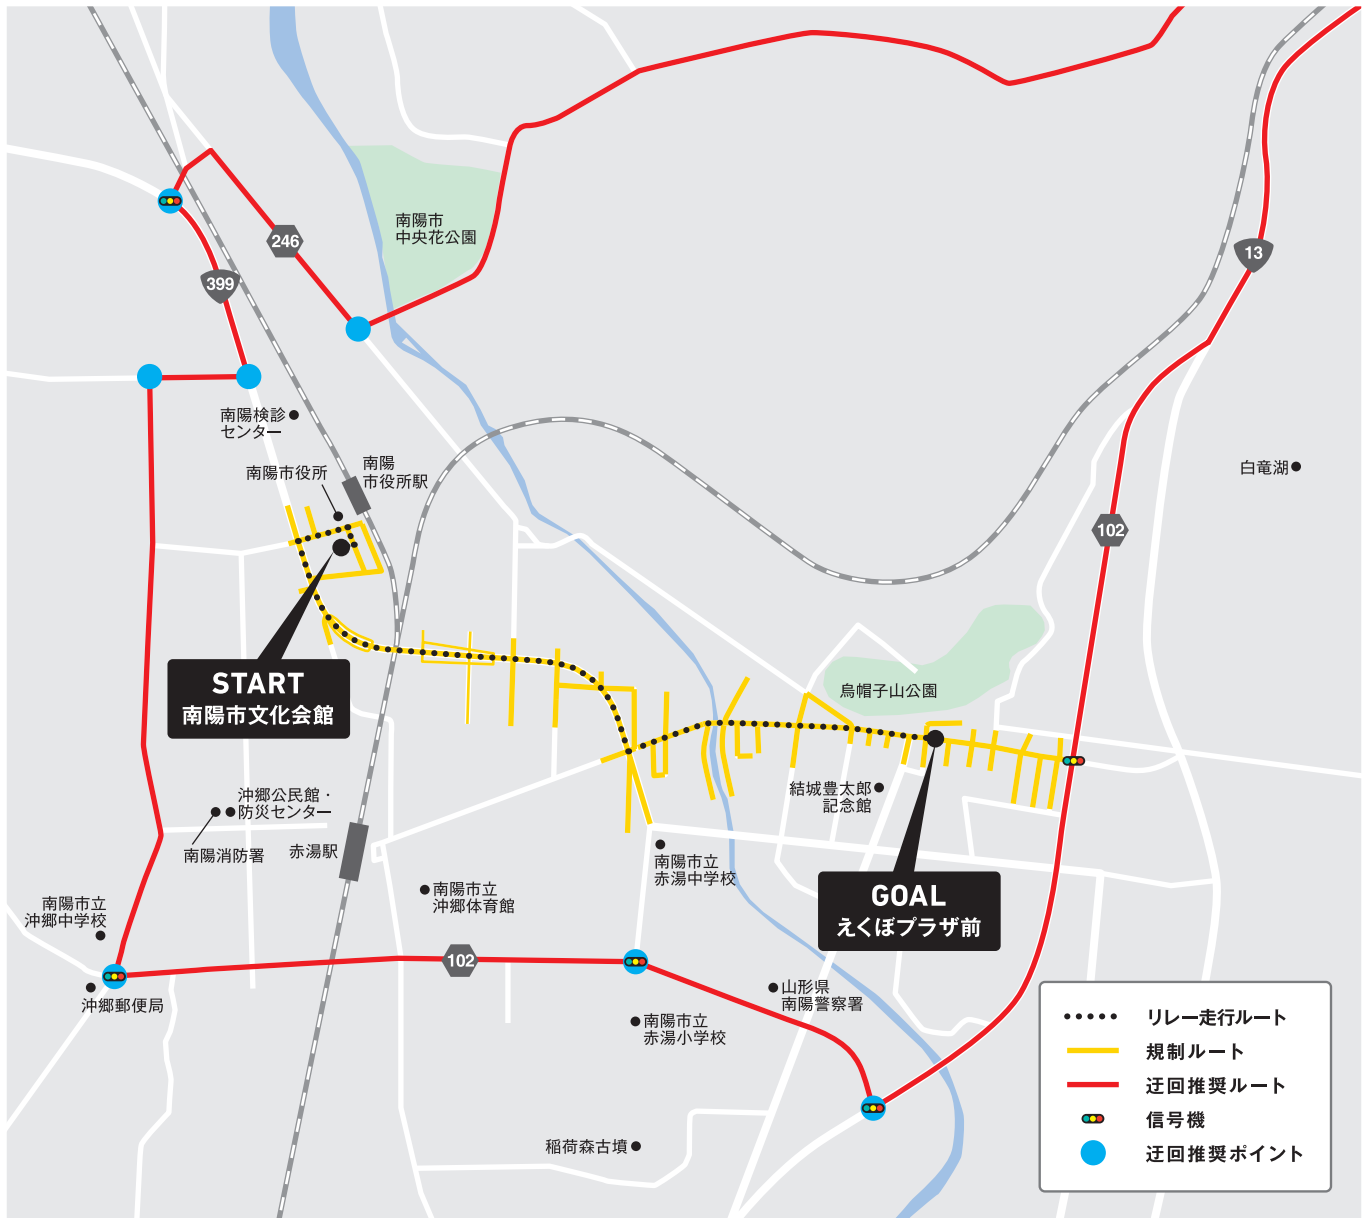 南陽市
中央花公園
246
399
13
南陽検診
センター
南陽市役所
南陽
市役所駅
白竜湖
102
START
南陽市文化会館
烏帽子山公園
結城豊太郎
記念館
沖郷公民館・
防災センター
南陽消防署
赤湯駅
南陽市立
赤湯中学校
南陽市立
沖郷体育館
GOAL
えくぼプラザ前
南陽市立
沖郷中学校
102
沖郷郵便局
山形県
南陽警察署
南陽市立
赤湯小学校
稲荷森古墳
リレー走行ルート
規制ルート
迂回推奨ルート
信号機
迂回推奨ポイント